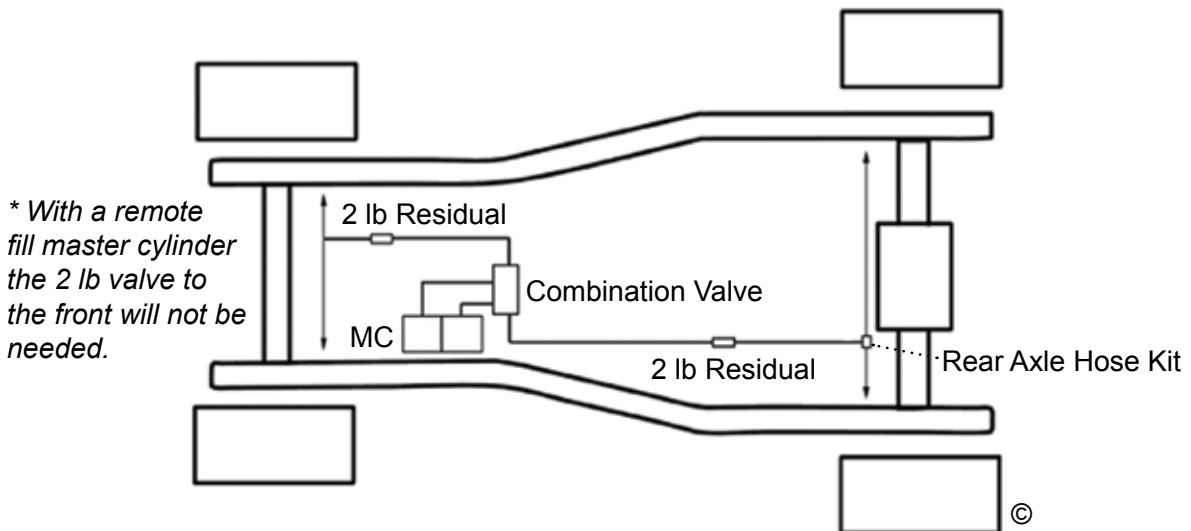 * With a remote
fill master cylinder
the 2 lb valve to
the front will not be
needed.
2 lb Residual
Combination Valve
MC
2 lb Residual
Rear Axle Hose Kit
©